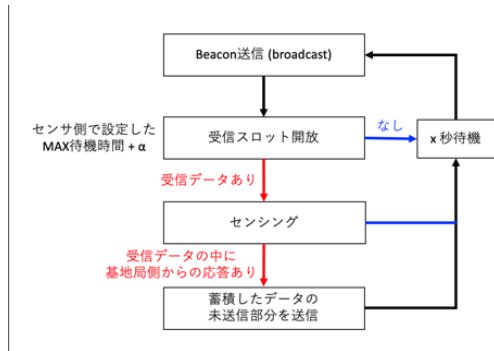 Beacon送信 (broadcast)
センサ側で設定した
MAX待機時間 + α
受信スロット開放
なし
x 秒待機
受信データあり
センシング
受信データの中に
基地局側からの応答あり
蓄積したデータの
未送信部分を送信